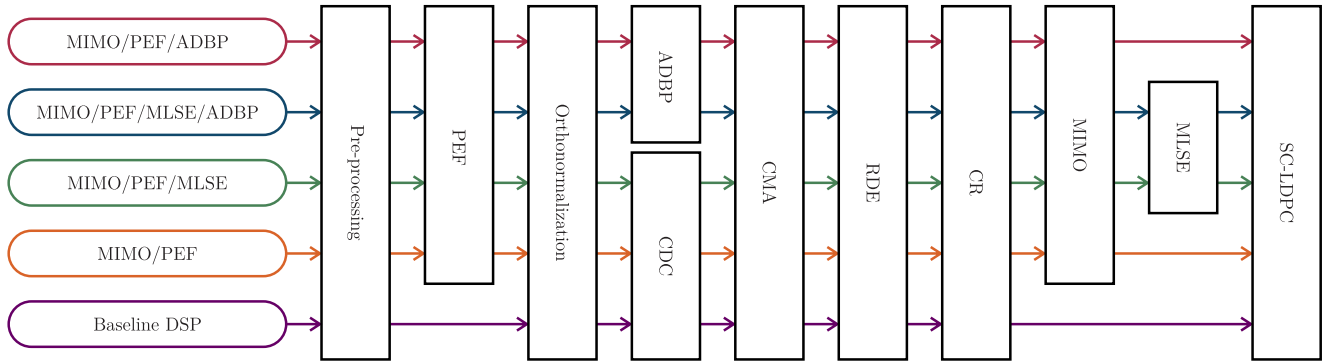 MIMO/PEF/ADBP
MIMO/PEF/MLSE/ADBP
MIMO/PEF/MLSE
MIMO/PEF
Baseline DSP
Pre-processing
PEF
Orthonormalization
ADBP
CDC
CMA
RDE
CR
MIMO
MLSE
SC-LDPC